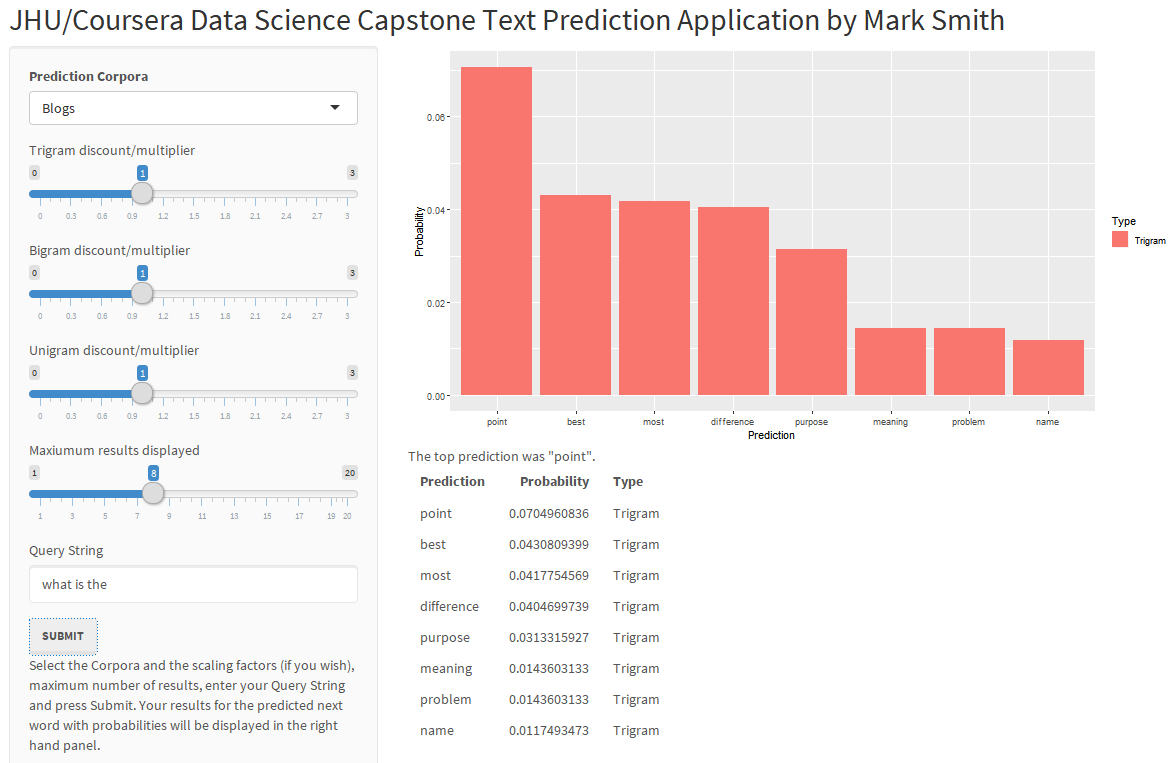 JHU/Coursera Data Science Capstone Text Prediction Application by Mark Smith
Prediction Corpora
Blogs
Trigram discount/multiplier
0 1 3
0 0.3 0.6 0.9 1.2 1.5 1.8 2.1 2.4 2.7 3
Bigram discount/multiplier
0 1 3
0 0.3 0.6 0.9 1.2 1.5 1.8 2.1 2.4 2.7 3
Unigram discount/multiplier
0 1 3
0 0.3 0.6 0.9 1.2 1.5 1.8 2.1 2.4 2.7 3
Maxiumum results displayed
1 8 20
1 3 5 7 9 11 13 15 17 19 20
Query String
what is the
SUBMIT
Select the Corpora and the scaling factors (if you wish),
maximum number of results, enter your Query String
and press Submit. Your results for the predicted next
word with probabilities will be displayed in the right
hand panel.
Probability
0.06
0.04
0.02
0.00
point best most difference purpose meaning problem name
Prediction
Type
Trigram
The top prediction was "point".
Prediction Probability Type
point 0.0704960836 Trigram
best 0.0430809399 Trigram
most 0.0417754569 Trigram
difference 0.0404699739 Trigram
purpose 0.0313315927 Trigram
meaning 0.0143603133 Trigram
problem 0.0143603133 Trigram
name 0.0117493473 Trigram